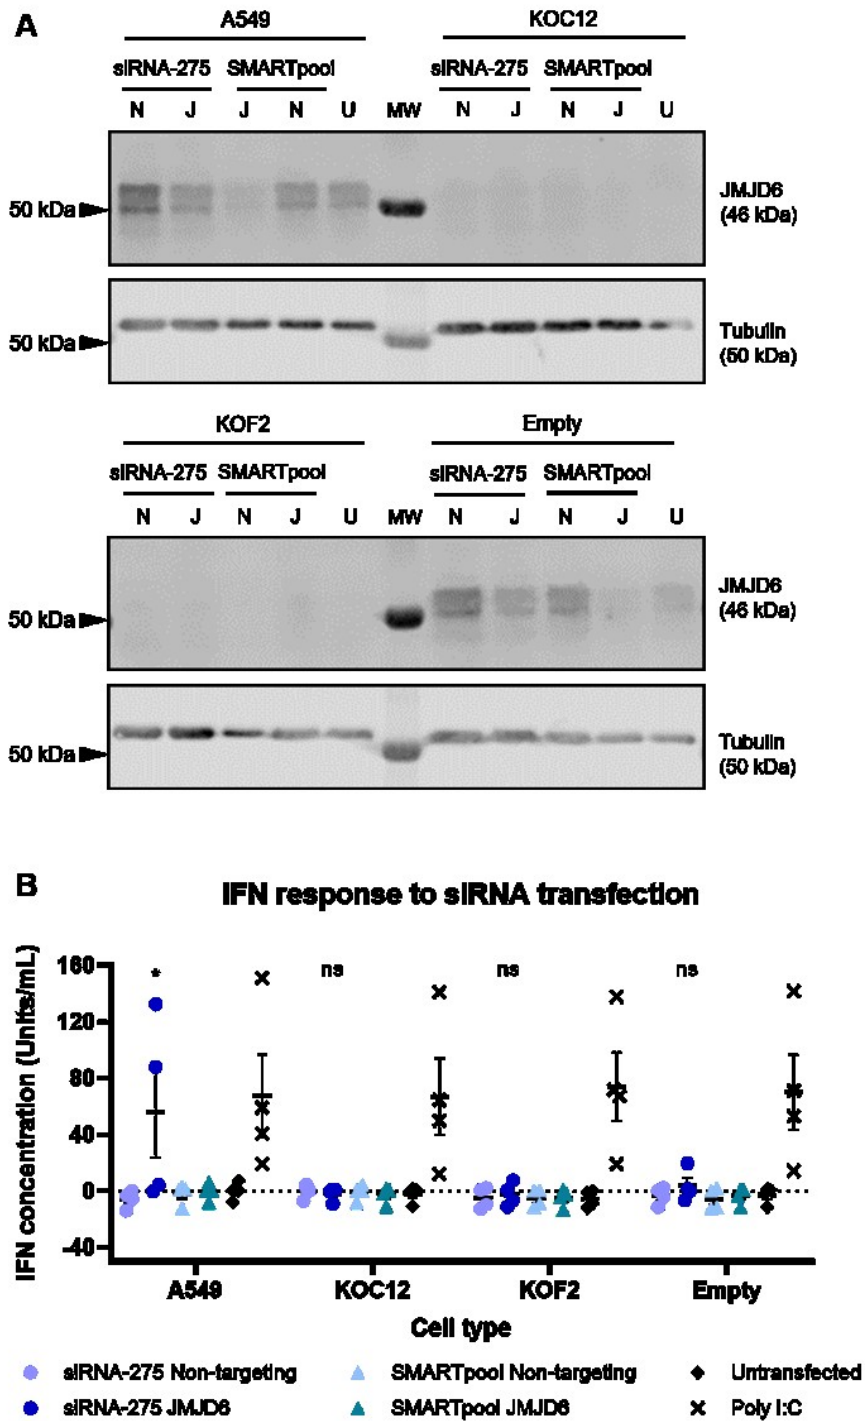 A
A549 KOC12
siRNA-275 SMARTpool siRNA-275 SMARTpool
N J J N U MW N J N J U
50 kDa
JMJD6
(46 kDa)
50 kDa
Tubulin
(50 kDa)
KOF2 Empty
siRNA-275 SMARTpool siRNA-275 SMARTpool
N J N J U MW N J N J U
50 kDa
JMJD6
(46 kDa)
50 kDa
Tubulin
(50 kDa)
B
IFN response to siRNA transfection
IFN concentration (Units/mL)
160
120
80
40
0
-40
* ns ns ns
A549 KOC12 KOF2 Empty
Cell type
siRNA-275 Non-targeting SMARTpool Non-targeting Untransfected
siRNA-275 JMJD6 SMARTpool JMJD6 Poly I:C